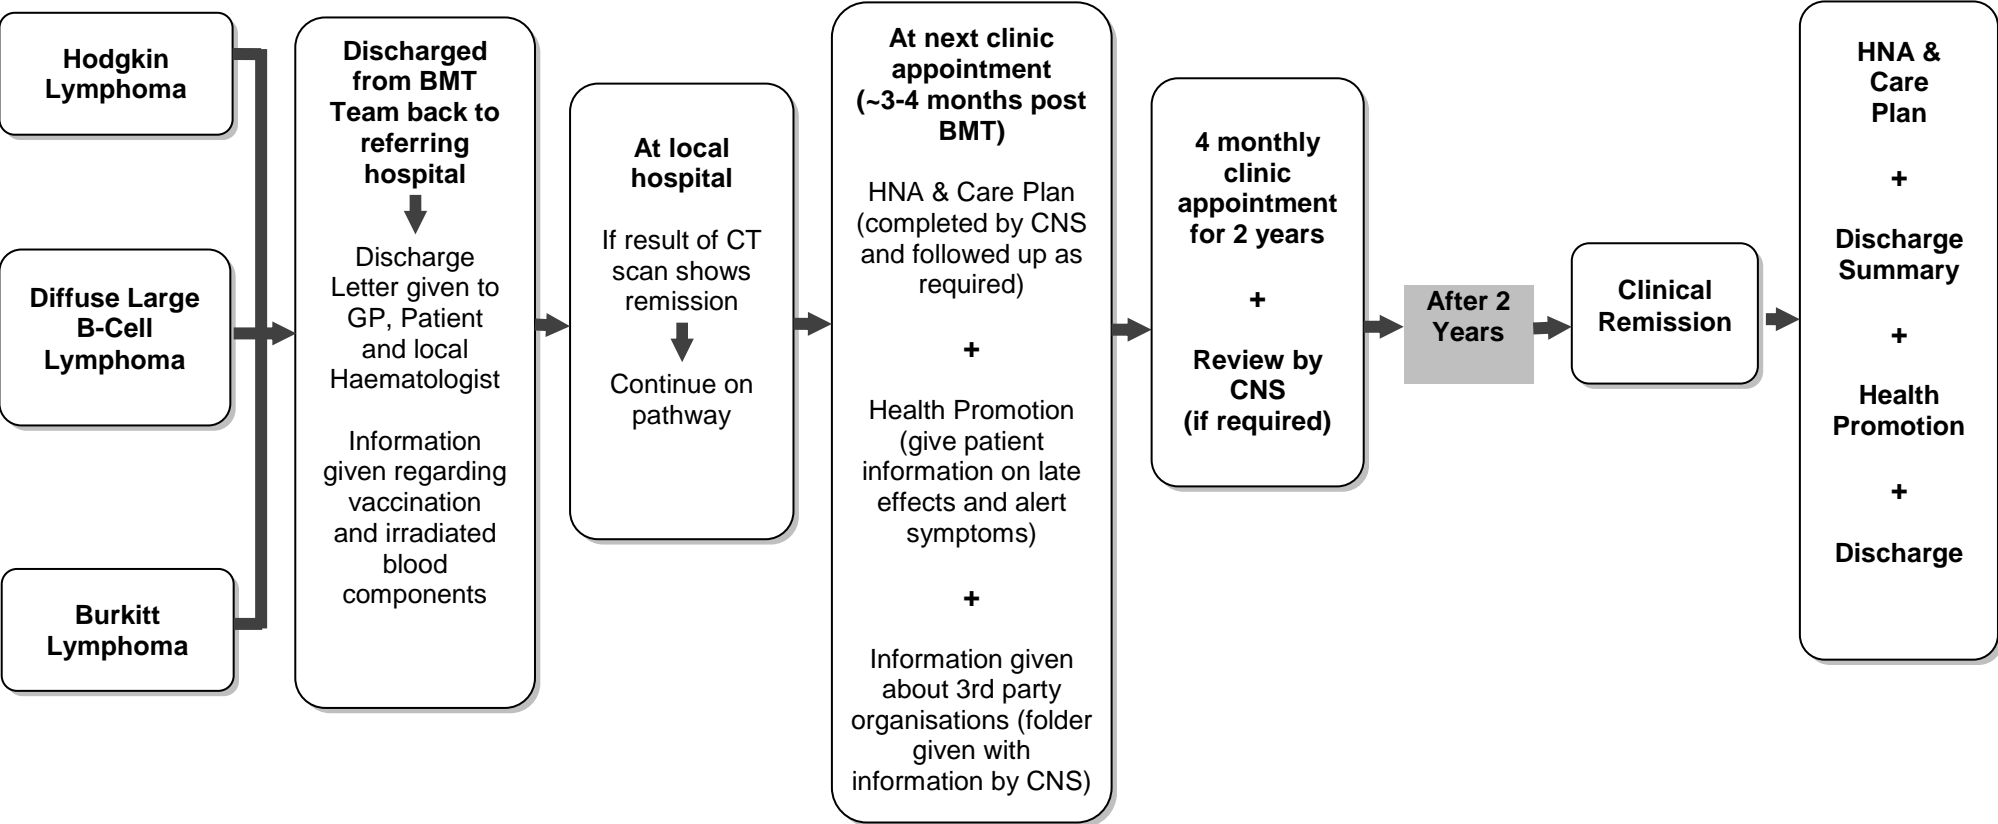 Hodgkin
Lymphoma
Diffuse Large
B-Cell
Lymphoma
Burkitt
Lymphoma
Discharged
from BMT
Team back to
referring
hospital
Discharge
Letter given to
GP, Patient
and local
Haematologist
Information
given regarding
vaccination
and irradiated
blood
components
At local
hospital
If result of CT
scan shows
remission
Continue on
pathway
At next clinic
appointment
(~3-4 months post
BMT)
HNA & Care Plan
(completed by CNS
and followed up as
required)
+
Health Promotion
(give patient
information on late
effects and alert
symptoms)
+
Information given
about 3rd party
organisations (folder
given with
information by CNS)
4 monthly
clinic
appointment
for 2 years
+
Review by
CNS
(if required)
After 2
Years
Clinical
Remission
HNA &
Care
Plan
+
Discharge
Summary
+
Health
Promotion
+
Discharge